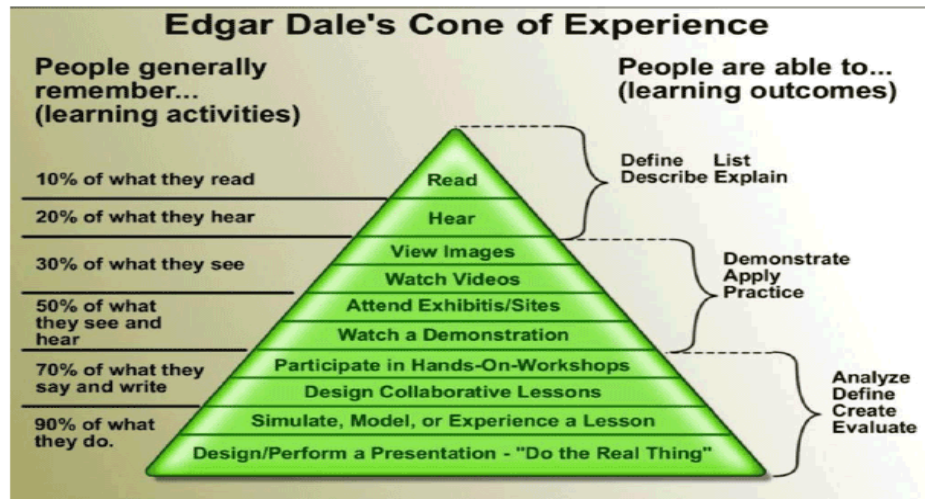 Edgar Dale's Cone of Experience
People generally
remember...
(learning activities)
10% of what they read
20% of what they hear
30% of what they see
50% of what
they see and
hear
70% of what they
say and write
90% of what
they do.
Read
Hear
View Images
Watch Videos
Attend Exhibitis/Sites
Watch a Demonstration
Participate in Hands-On-Workshops
Design Collaborative Lessons
Simulate, Model, or Experience a Lesson
Design/Perform a Presentation - "Do the Real Thing"
People are able to...
(learning outcomes)
Define List
Describe Explain
Demonstrate
Apply
Practice
Analyze
Define
Create
Evaluate